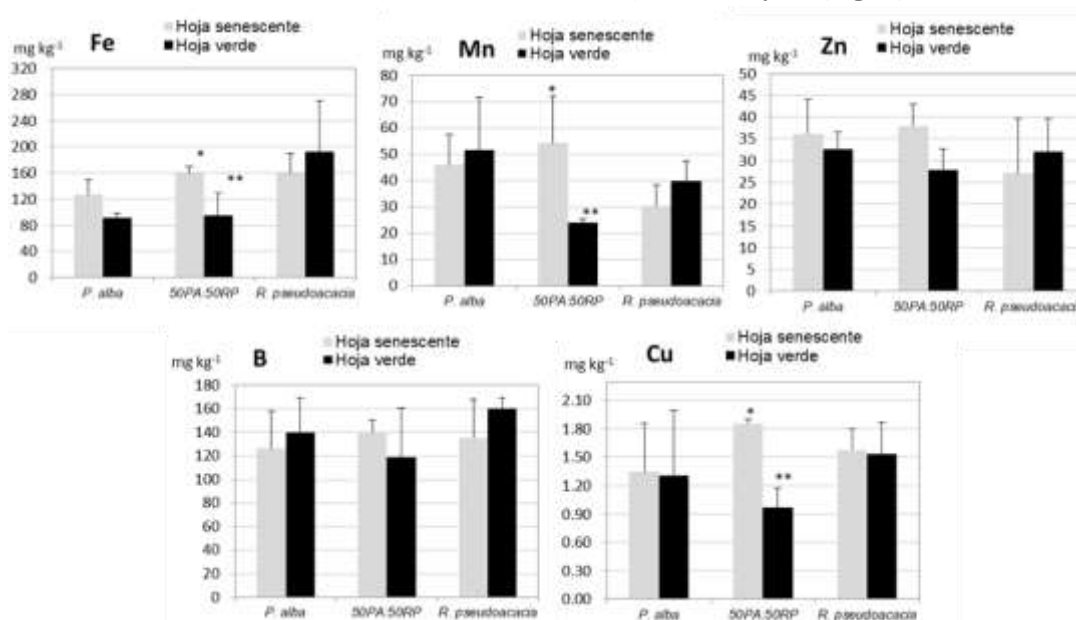 Fe
mg kg-1
Hoja senescente
Hoja verde
320
280
240
200
160
120
80
40
0
*
**
P. alba
50PA:50RP
R. pseudoacacia
Mn
mg kg-1
Hoja senescente
Hoja verde
80
70
60
50
40
30
20
10
0
*
**
P. alba
50PA:50RP
R. pseudoacacia
Zn
mg kg-1
Hoja senescente
Hoja verde
50
45
40
35
30
25
20
15
10
5
0
P. alba
50PA:50RP
R. pseudoacacia
B
mg kg-1
Hoja senescente
Hoja verde
180
160
140
120
100
80
60
40
20
0
P. alba
50PA:50RP
R. pseudoacacia
Cu
mg kg-1
Hoja senescente
Hoja verde
2.10
1.80
1.50
1.20
0.90
0.60
0.30
0.00
*
**
P. alba
50PA:50RP
R. pseudoacacia